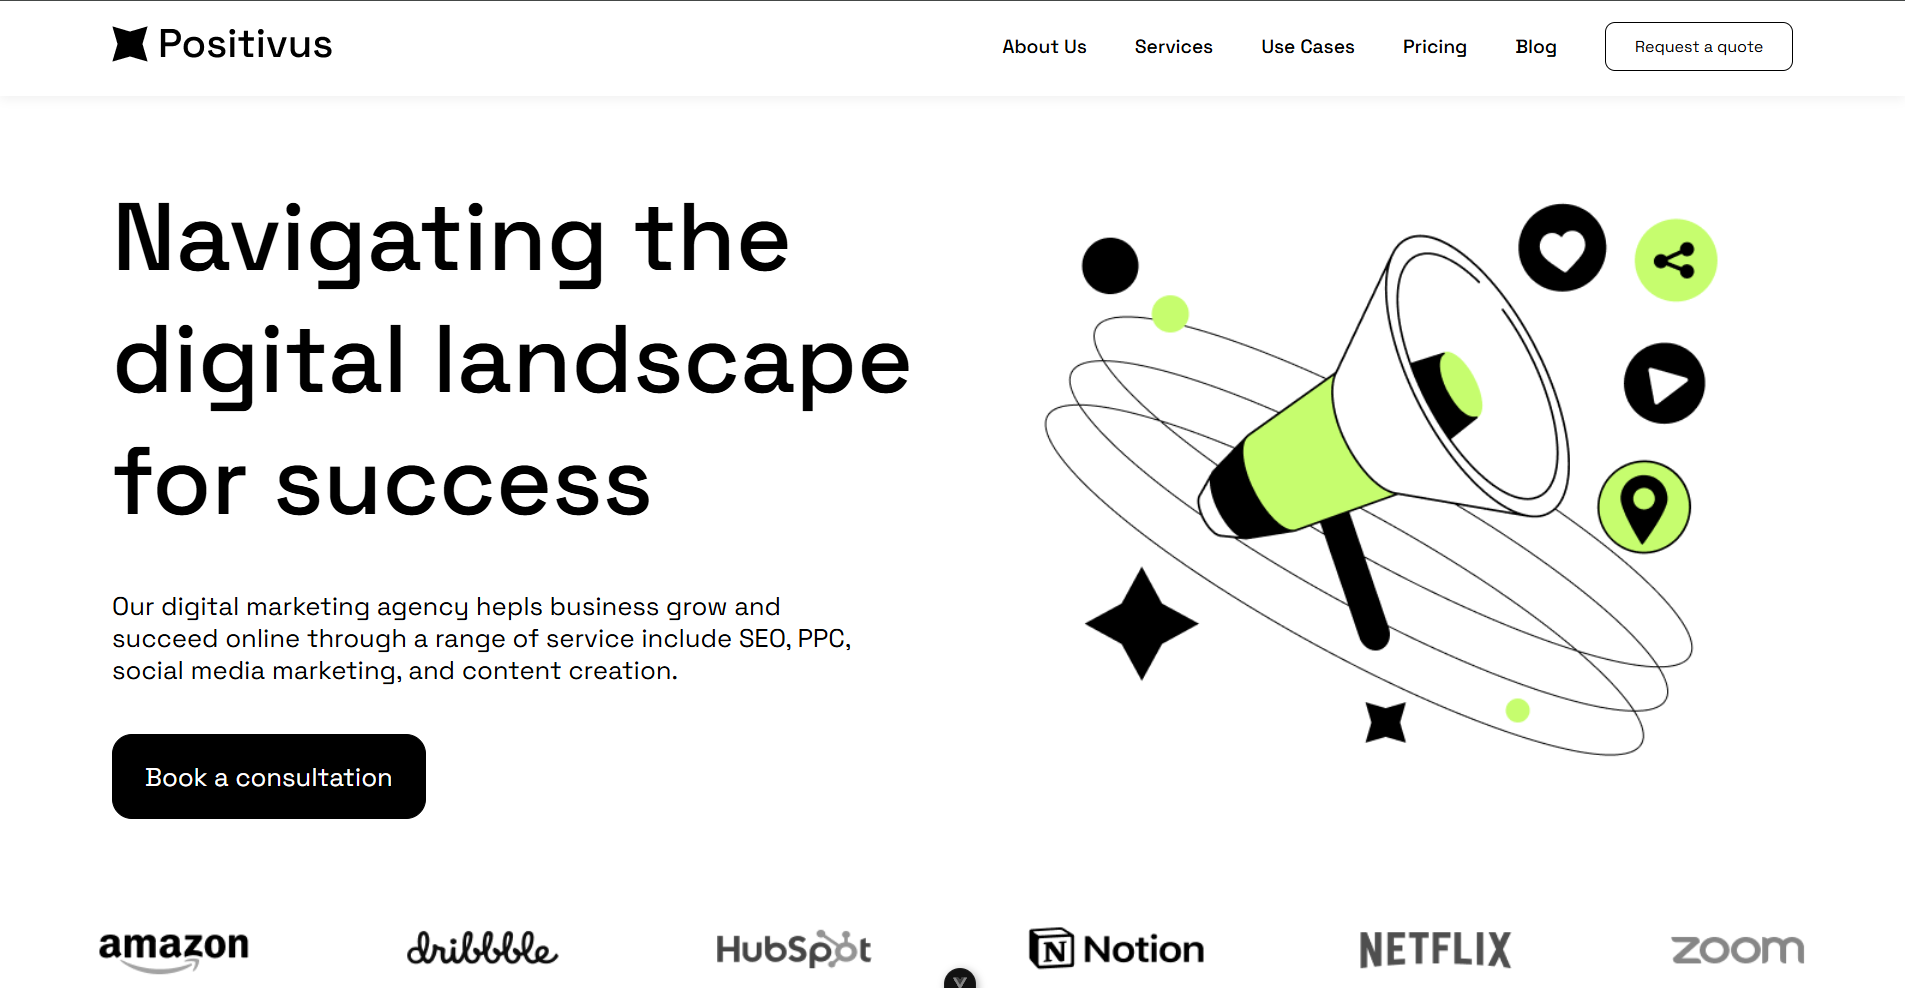 Positivus
About Us
Services
Use Cases
Pricing
Blog
Request a quote
Navigating the
digital landscape
for success
Our digital marketing agency hepls business grow and
succeed online through a range of service include SEO, PPC,
social media marketing, and content creation.
Book a consultation
amazon
dribbble
HubSpot
N Notion
NETFLIX
zoom